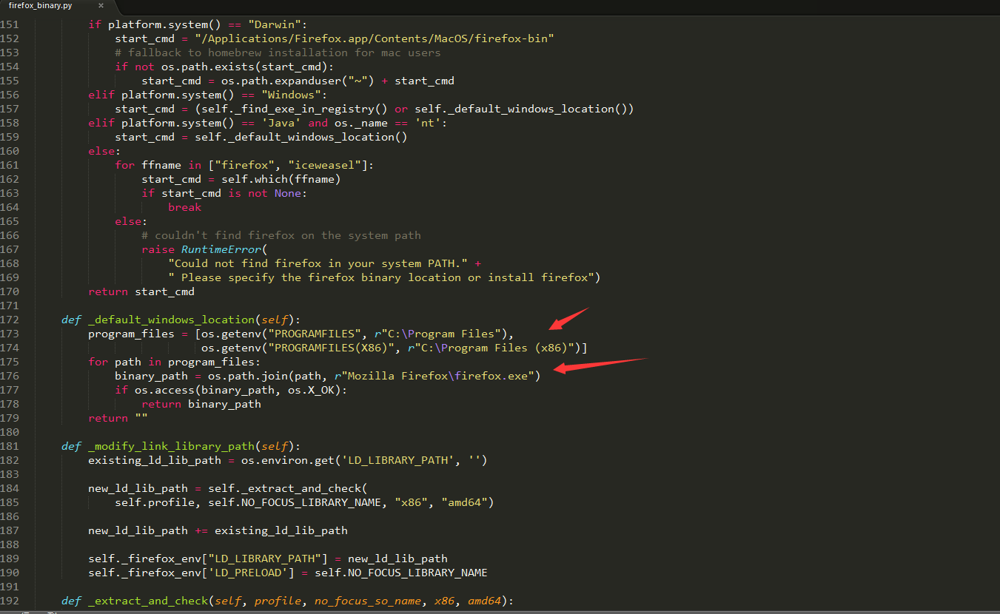 firefox_binary.py ×
151 if platform.system() == "Darwin":
152 start_cmd = "/Applications/Firefox.app/Contents/MacOS/firefox-bin"
153 # fallback to homebrew installation for mac users
154 if not os.path.exists(start_cmd):
155 start_cmd = os.path.expanduser("~") + start_cmd
156 elif platform.system() == "Windows":
157 start_cmd = (self._find_exe_in_registry() or self._default_windows_location())
158 elif platform.system() == 'Java' and os._name == 'nt':
159 start_cmd = self._default_windows_location()
160 else:
161 for ffname in ["firefox", "iceweasel"]:
162 start_cmd = self.which(ffname)
163 if start_cmd is not None:
164 break
165 else:
166 # couldn't find firefox on the system path
167 raise RuntimeError(
168 "Could not find firefox in your system PATH." +
169 " Please specify the firefox binary location or install firefox")
170 return start_cmd
171
172 def _default_windows_location(self):
173 program_files = [os.getenv("PROGRAMFILES", r"C:\Program Files"),
174 os.getenv("PROGRAMFILES(X86)", r"C:\Program Files (x86)")]
175 for path in program_files:
176 binary_path = os.path.join(path, r"Mozilla Firefox\firefox.exe")
177 if os.access(binary_path, os.X_OK):
178 return binary_path
179 return ""
180
181 def _modify_link_library_path(self):
182 existing_ld_lib_path = os.environ.get('LD_LIBRARY_PATH', '')
183
184 new_ld_lib_path = self._extract_and_check(
185 self.profile, self.NO_FOCUS_LIBRARY_NAME, "x86", "amd64")
186
187 new_ld_lib_path += existing_ld_lib_path
188
189 self._firefox_env["LD_LIBRARY_PATH"] = new_ld_lib_path
190 self._firefox_env['LD_PRELOAD'] = self.NO_FOCUS_LIBRARY_NAME
191
192 def _extract_and_check(self, profile, no_focus_so_name, x86, amd64):